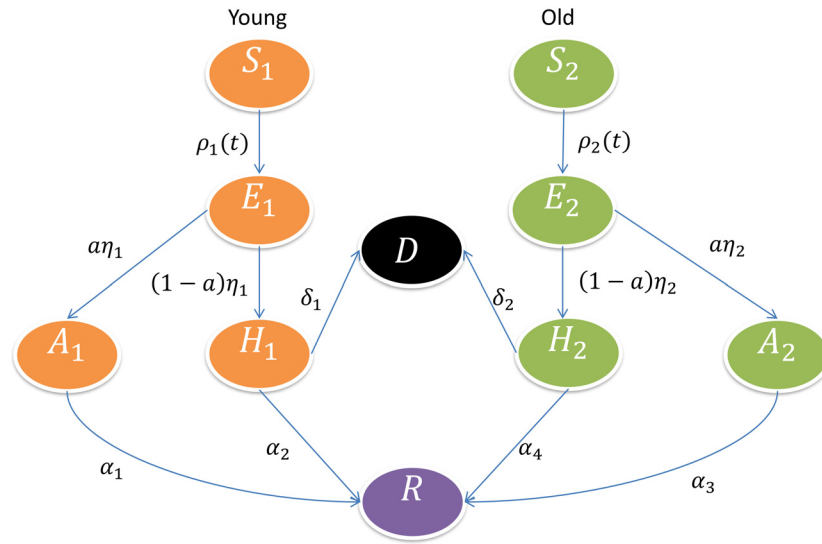 Young Old
S₁ S₂
ρ₁(t) ρ₂(t)
E₁ E₂
D
aη₁ aη₂
(1 − a)η₁ (1 − a)η₂
δ₁ δ₂
A₁ H₁ H₂ A₂
α₁ α₂ α₄ α₃
R